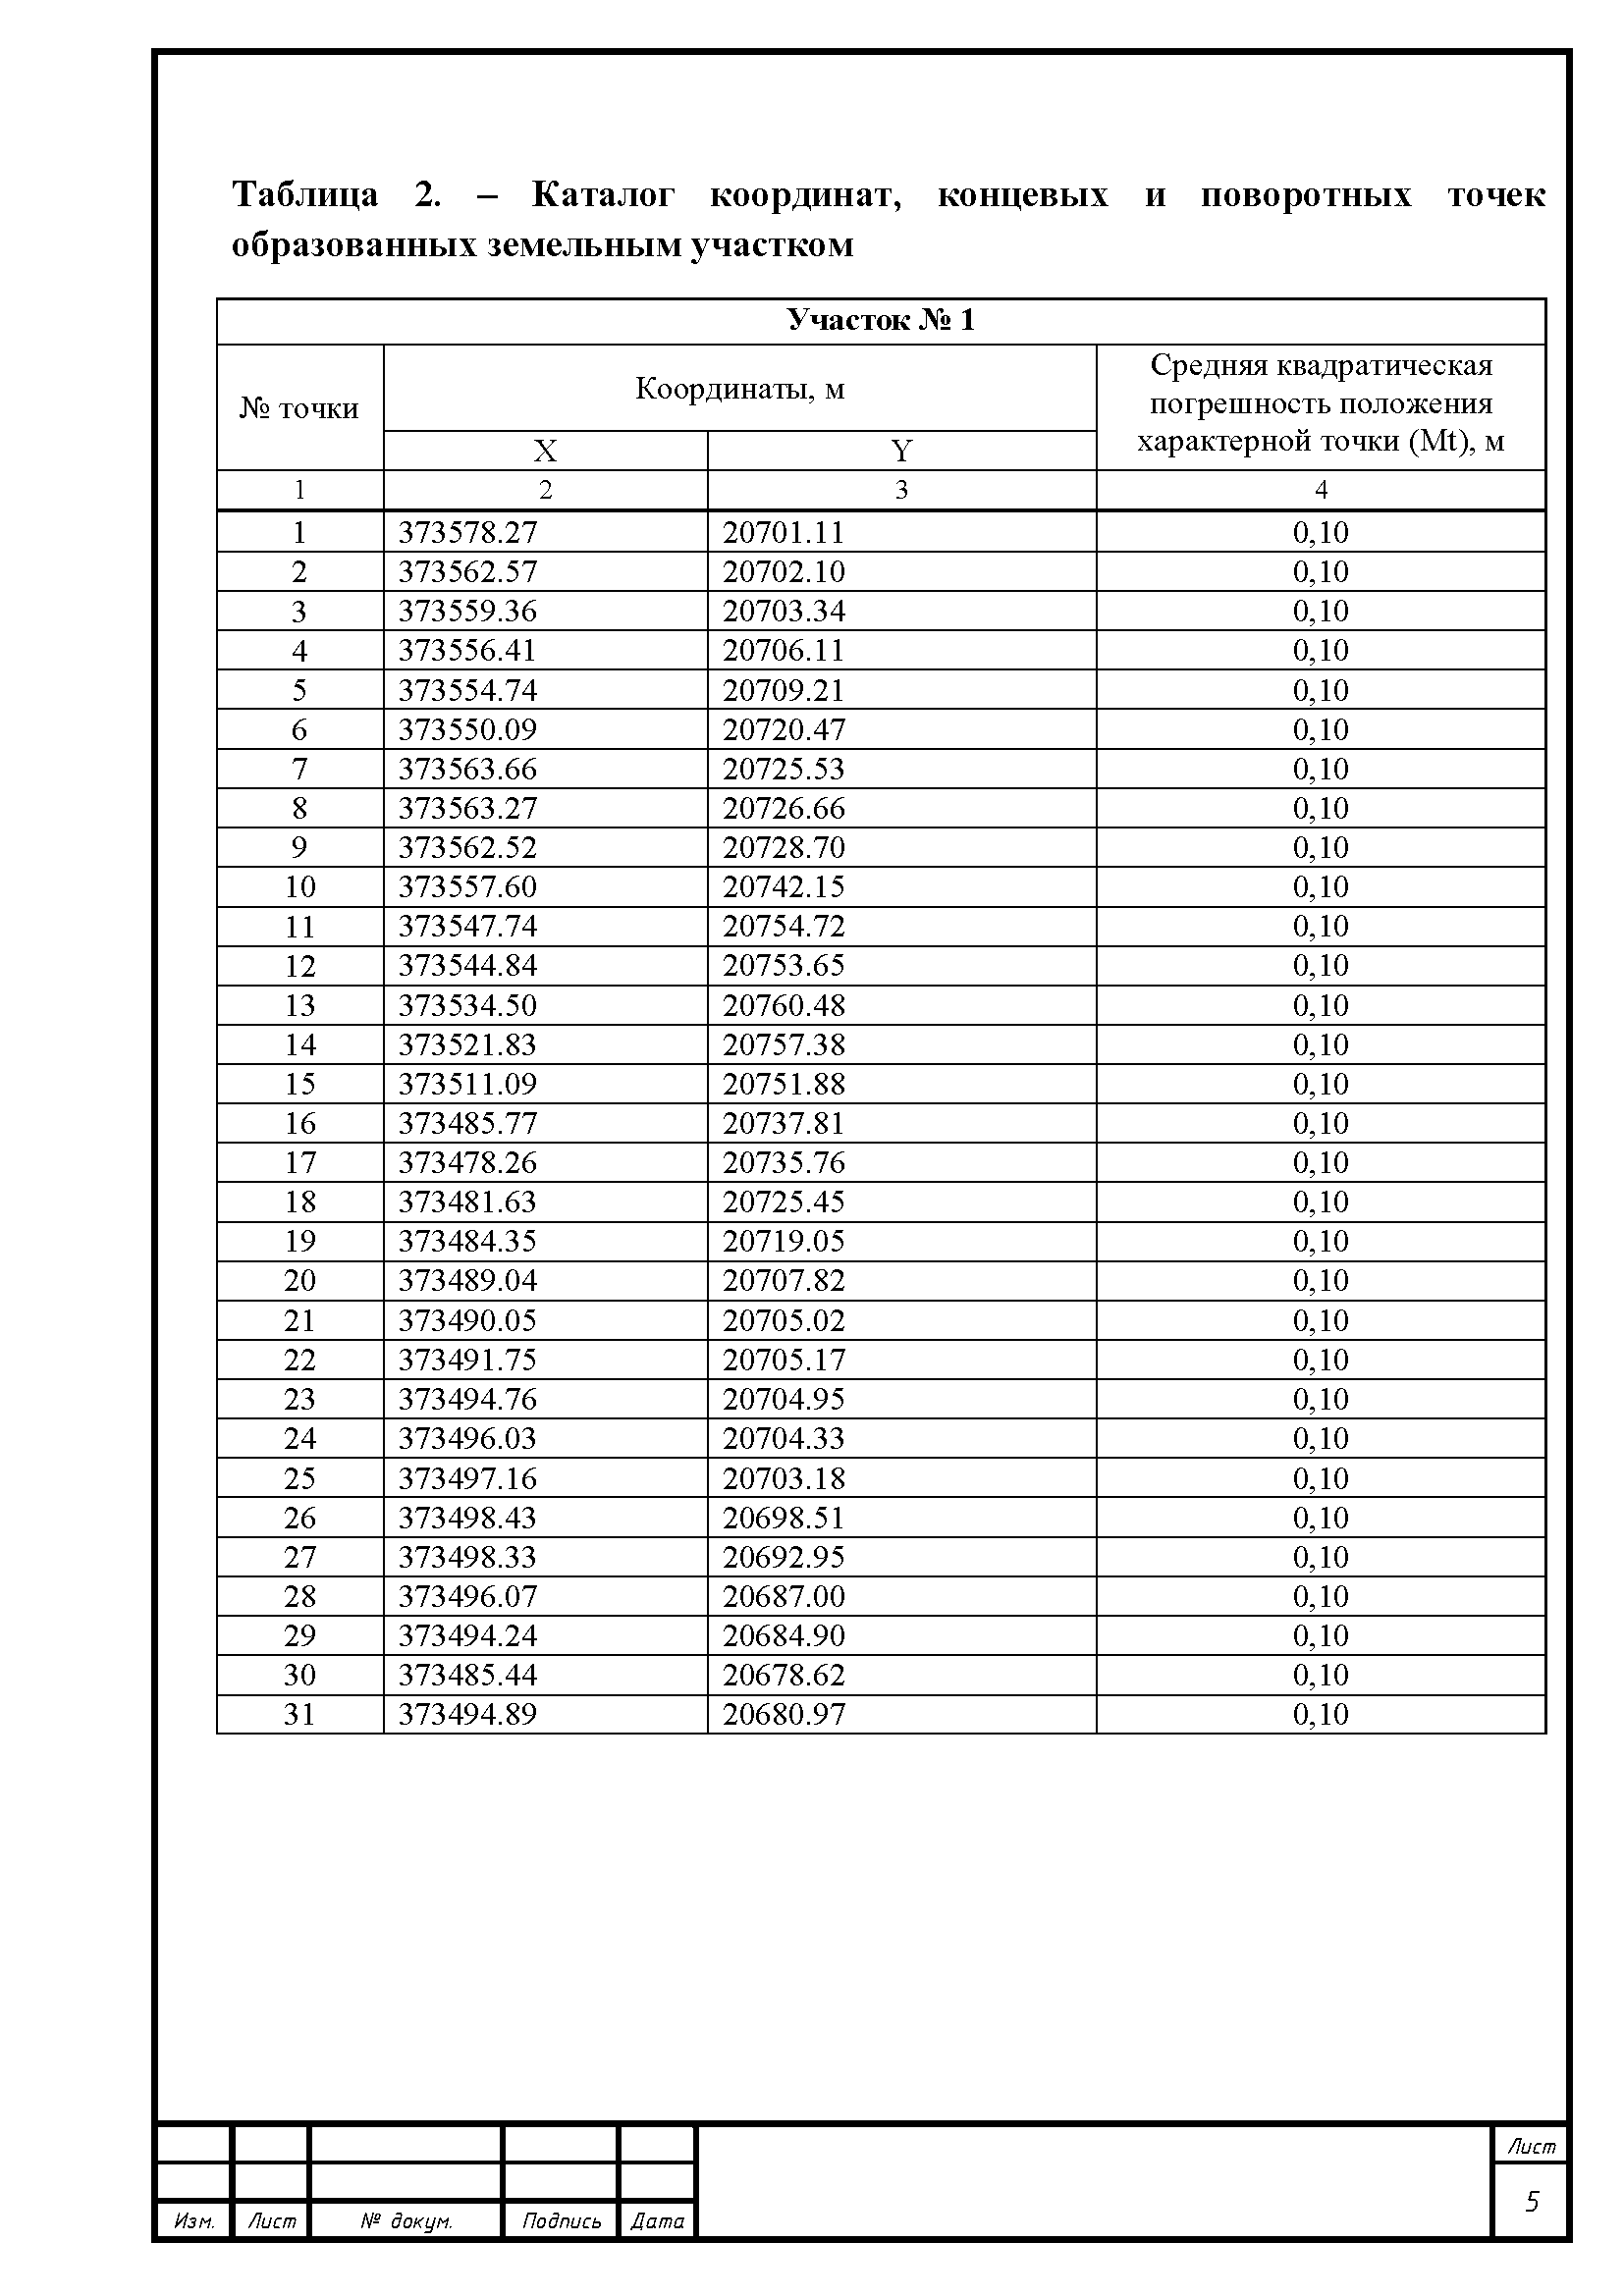 Таблица 2. – Каталог координат, концевых и поворотных точек
образованных земельным участком
Участок № 1
№ точки Координаты, м Средняя квадратическая
погрешность положения
характерной точки (Mt), м
X Y
1 2 3 4
1 373578.27 20701.11 0,10
2 373562.57 20702.10 0,10
3 373559.36 20703.34 0,10
4 373556.41 20706.11 0,10
5 373554.74 20709.21 0,10
6 373550.09 20720.47 0,10
7 373563.66 20725.53 0,10
8 373563.27 20726.66 0,10
9 373562.52 20728.70 0,10
10 373557.60 20742.15 0,10
11 373547.74 20754.72 0,10
12 373544.84 20753.65 0,10
13 373534.50 20760.48 0,10
14 373521.83 20757.38 0,10
15 373511.09 20751.88 0,10
16 373485.77 20737.81 0,10
17 373478.26 20735.76 0,10
18 373481.63 20725.45 0,10
19 373484.35 20719.05 0,10
20 373489.04 20707.82 0,10
21 373490.05 20705.02 0,10
22 373491.75 20705.17 0,10
23 373494.76 20704.95 0,10
24 373496.03 20704.33 0,10
25 373497.16 20703.18 0,10
26 373498.43 20698.51 0,10
27 373498.33 20692.95 0,10
28 373496.07 20687.00 0,10
29 373494.24 20684.90 0,10
30 373485.44 20678.62 0,10
31 373494.89 20680.97 0,10
Лист
5
Изм. Лист № докум. Подпись Дата